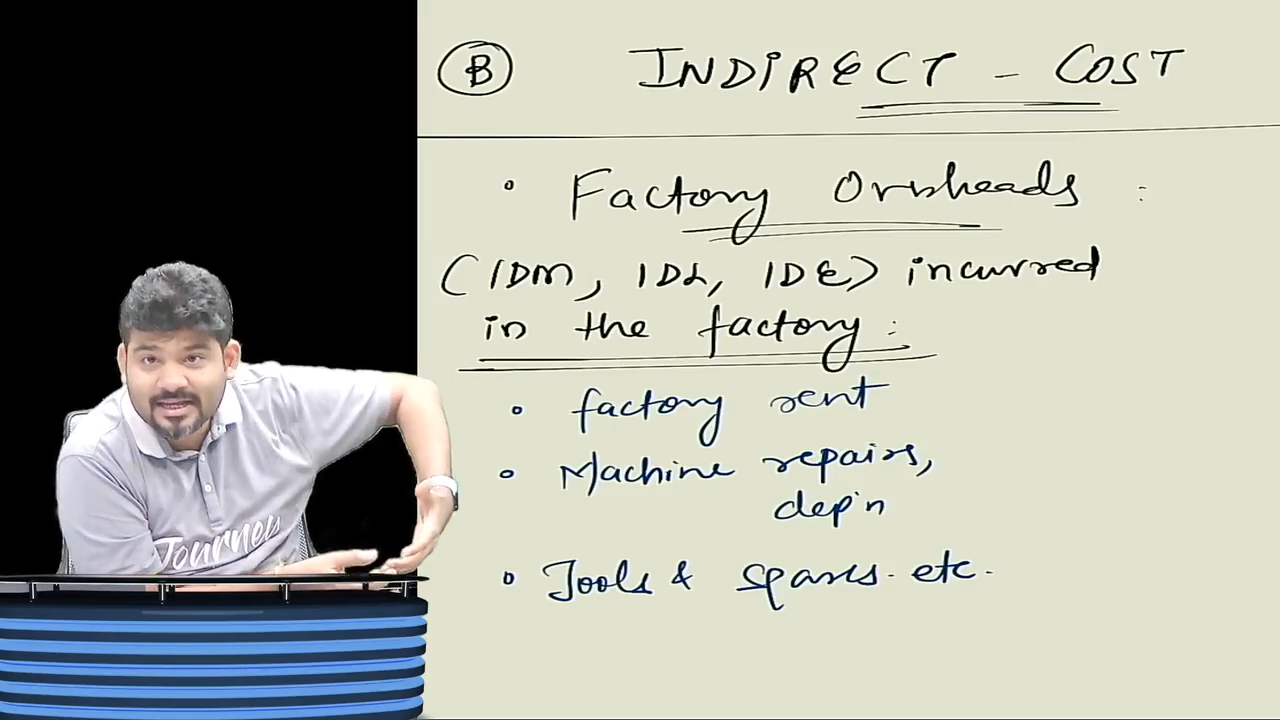 B INDIRECT - COST
• Factory Overheads :
(IDM, IDL, IDE) incurred
in the factory :
• factory rent
• Machine repairs,
dep'n
• Tools & spares. etc.
Journey